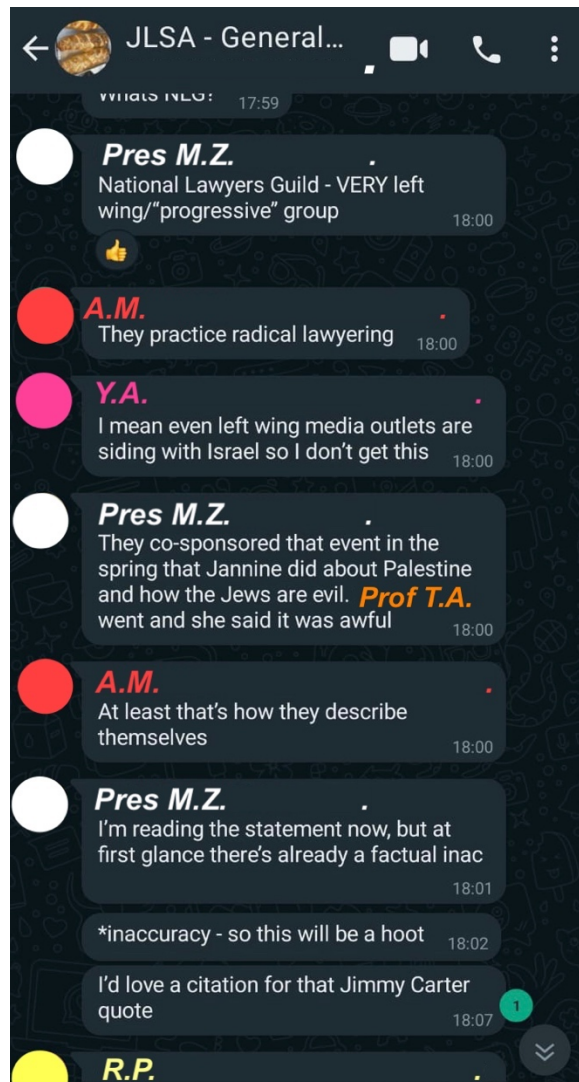 JLSA - General...
Whats NLG?
17:59
Pres M.Z.
National Lawyers Guild - VERY left
wing/“progressive” group
18:00
A.M.
They practice radical lawyering
18:00
Y.A.
I mean even left wing media outlets are
siding with Israel so I don’t get this
18:00
Pres M.Z.
They co-sponsored that event in the
spring that Jannine did about Palestine
and how the Jews are evil. Prof T.A.
went and she said it was awful
18:00
A.M.
At least that’s how they describe
themselves
18:00
Pres M.Z.
I’m reading the statement now, but at
first glance there’s already a factual inac
18:01
*inaccuracy - so this will be a hoot
18:02
I’d love a citation for that Jimmy Carter
quote
18:07
1
R.P.